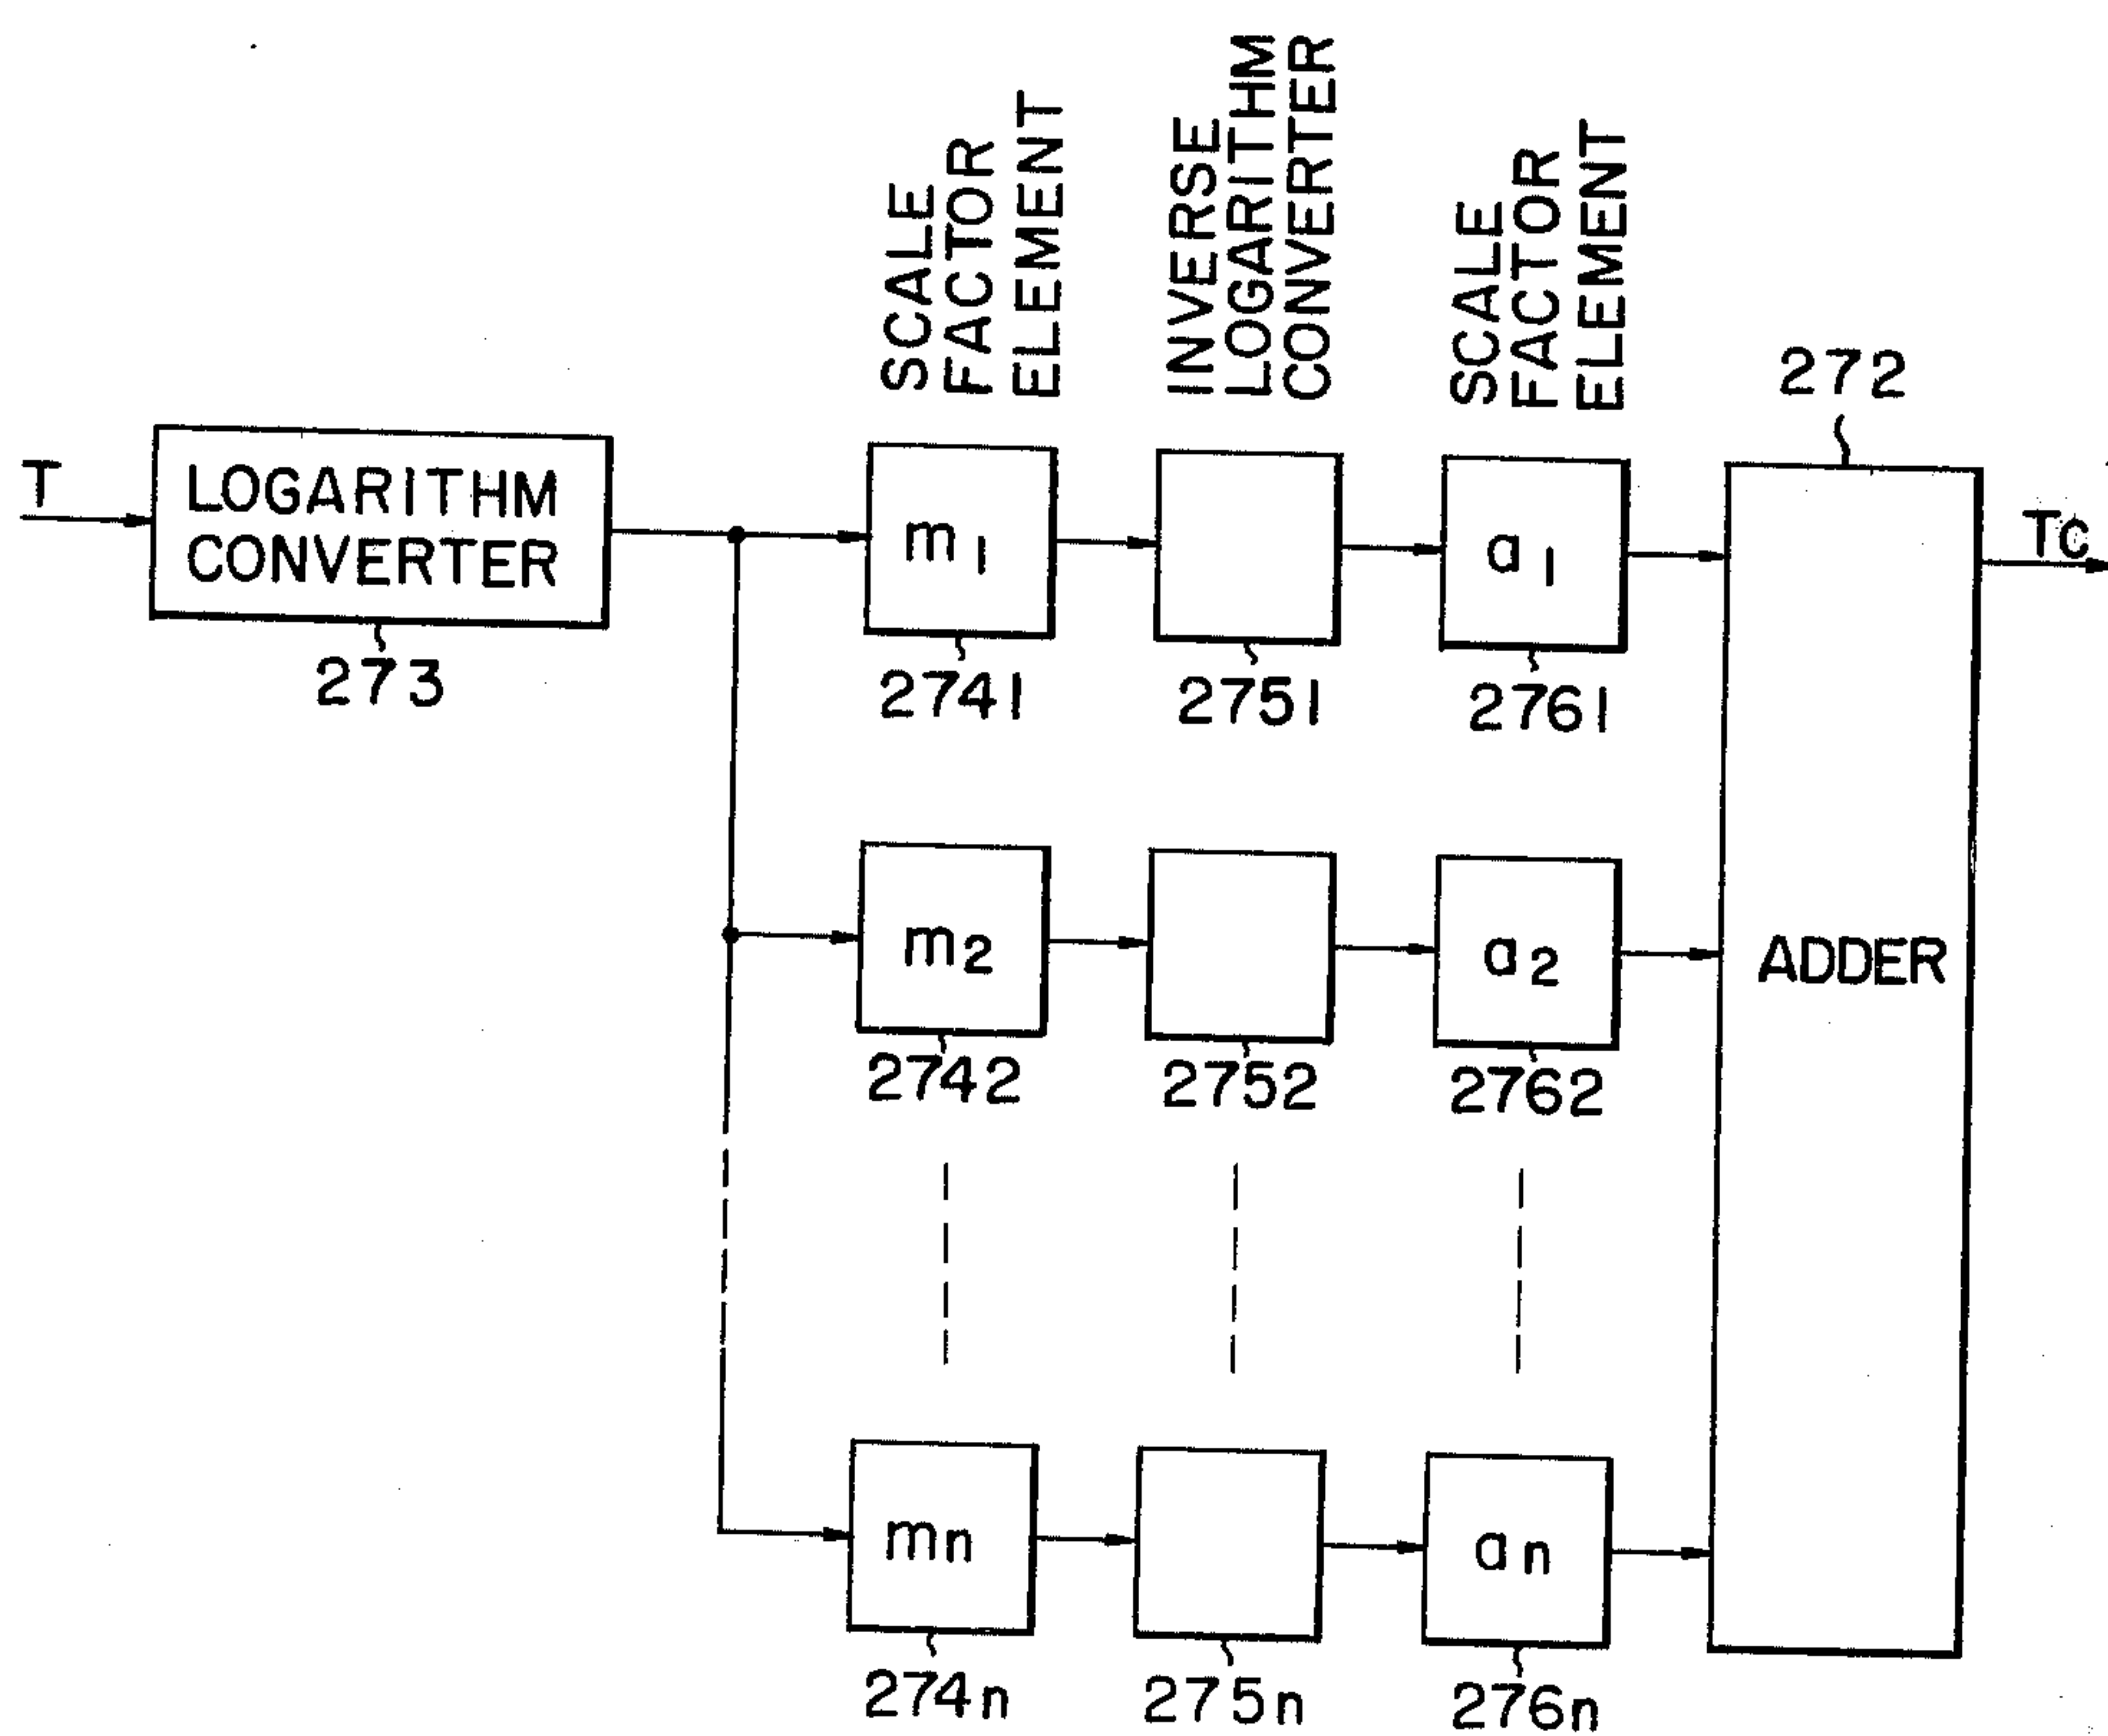 SCALE
FACTOR
ELEMENT
INVERSE
LOGARITHM
CONVERTER
SCALE
FACTOR
ELEMENT
272
T
LOGARITHM
CONVERTER
m1
a1
Tc
273
2741
2751
2761
m2
a2
ADDER
2742
2752
2762
mn
an
274n
275n
276n